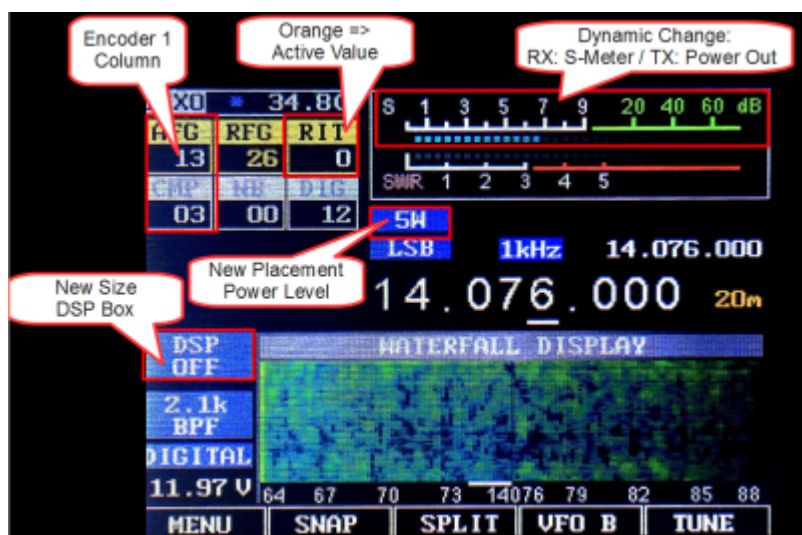 Encoder 1
Column
Orange =>
Active Value
Dynamic Change:
RX: S-Meter / TX: Power Out
34.8
S 1 3 5 7 9 20 40 60 dB
AFG RFG RIT
13 26 0
SWR 1 2 3 4 5
CMP NB DIG
03 00 12
5W
LSB 1kHz 14.076.000
New Placement
Power Level
14.076.000 20m
New Size
DSP Box
DSP
OFF
WATERFALL DISPLAY
2.1k
BPF
DIGITAL
11.97 V
64 67 70 73 14076 79 82 85 88
MENU SNAP SPLIT VFO B TUNE